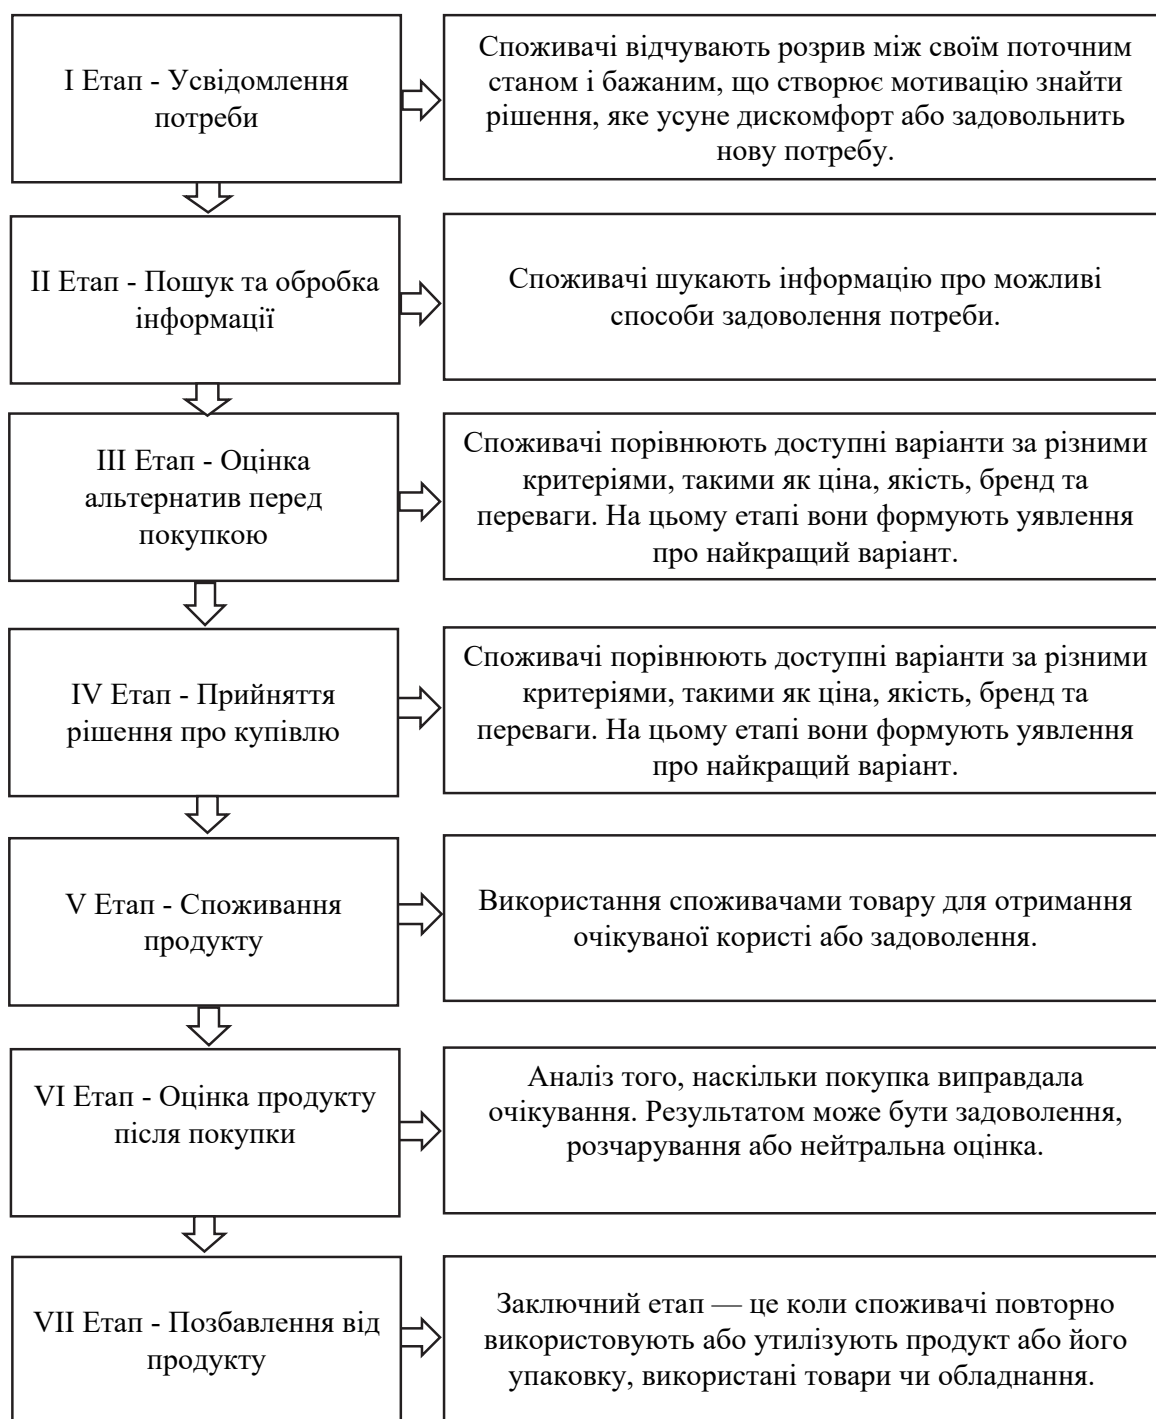 І Етап - Усвідомлення
потреби
Споживачі відчувають розрив між своїм поточним
станом і бажаним, що створює мотивацію знайти
рішення, яке усуне дискомфорт або задовольнить
нову потребу.
ІІ Етап - Пошук та обробка
інформації
Споживачі шукають інформацію про можливі
способи задоволення потреби.
ІІІ Етап - Оцінка
альтернатив перед
покупкою
Споживачі порівнюють доступні варіанти за різними
критеріями, такими як ціна, якість, бренд та
переваги. На цьому етапі вони формують уявлення
про найкращий варіант.
IV Етап - Прийняття
рішення про купівлю
Споживачі порівнюють доступні варіанти за різними
критеріями, такими як ціна, якість, бренд та
переваги. На цьому етапі вони формують уявлення
про найкращий варіант.
V Етап - Споживання
продукту
Використання споживачами товару для отримання
очікуваної користі або задоволення.
VI Етап - Оцінка продукту
після покупки
Аналіз того, наскільки покупка виправдала
очікування. Результатом може бути задоволення,
розчарування або нейтральна оцінка.
VII Етап - Позбавлення від
продукту
Заключний етап — це коли споживачі повторно
використовують або утилізують продукт або його
упаковку, використані товари чи обладнання.